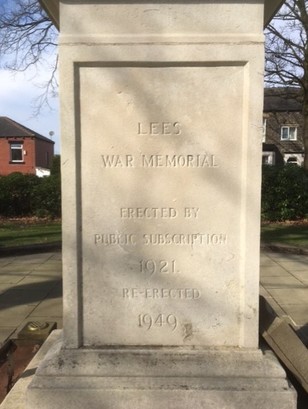 LEES
WAR MEMORIAL
ERECTED BY
PUBLIC SUBSCRIPTION
1921.
RE-ERECTED
1949